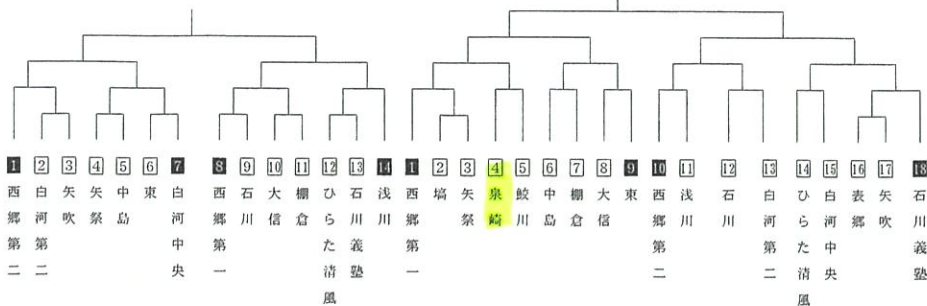 1 西郷第二
2 白河第二
3 矢吹
4 矢祭
5 中島
6 東
7 白河中央
8 西郷第一
9 石川
10 大信
11 棚倉
12 ひらた清風
13 石川義塾
14 浅川
1 西郷第一
2 塙
3 矢祭
4 泉崎
5 鮫川
6 中島
7 棚倉
8 大信
9 東
10 西郷第二
11 浅川
12 石川
13 白河第二
14 ひらた清風
15 白河中央
16 表郷
17 矢吹
18 石川義塾